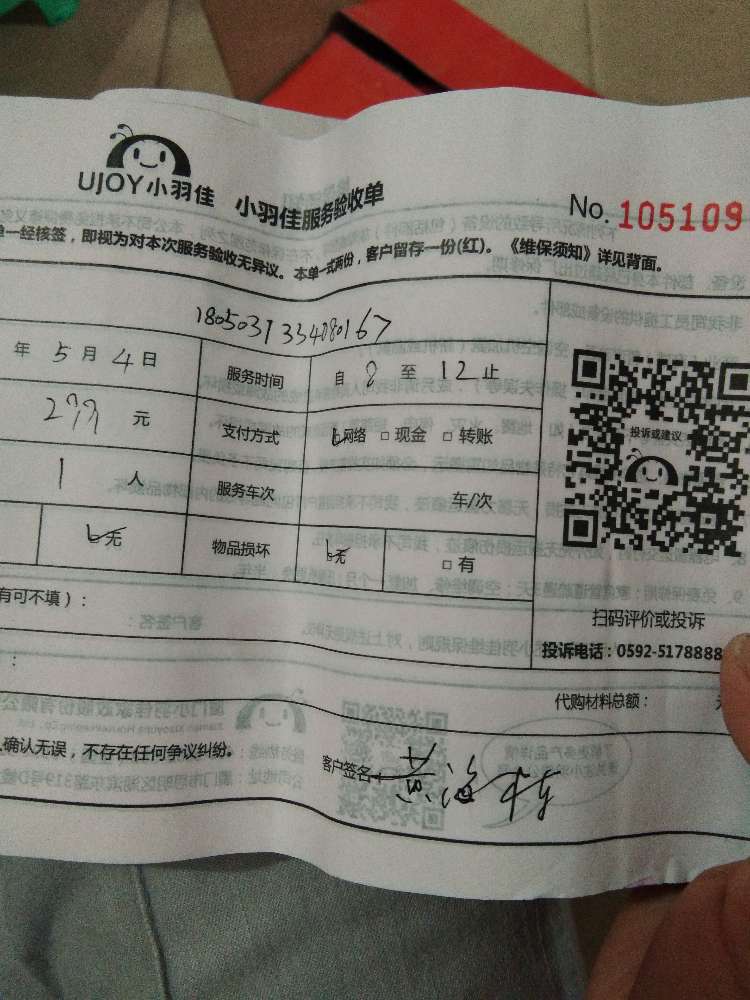 UJOY小羽佳 小羽佳服务验收单
No. 105109
单一经核签，即视为对本次服务验收无异议。本单一式两份，客户留存一份(红)。《维保须知》详见背面。
1805031334080167
年 5 月 4 日 服务时间 自 8 至 12 止
277 元 支付方式 网络 □ 现金 □ 转账
投诉或建议
1 人 服务车次 车/次
无 物品损坏 无 □ 有
有可不填）：
扫码评价或投诉
投诉电话：0592-5178888
：
代购材料总额：
确认无误，不存在任何争议纠纷。
客户签名：黄海